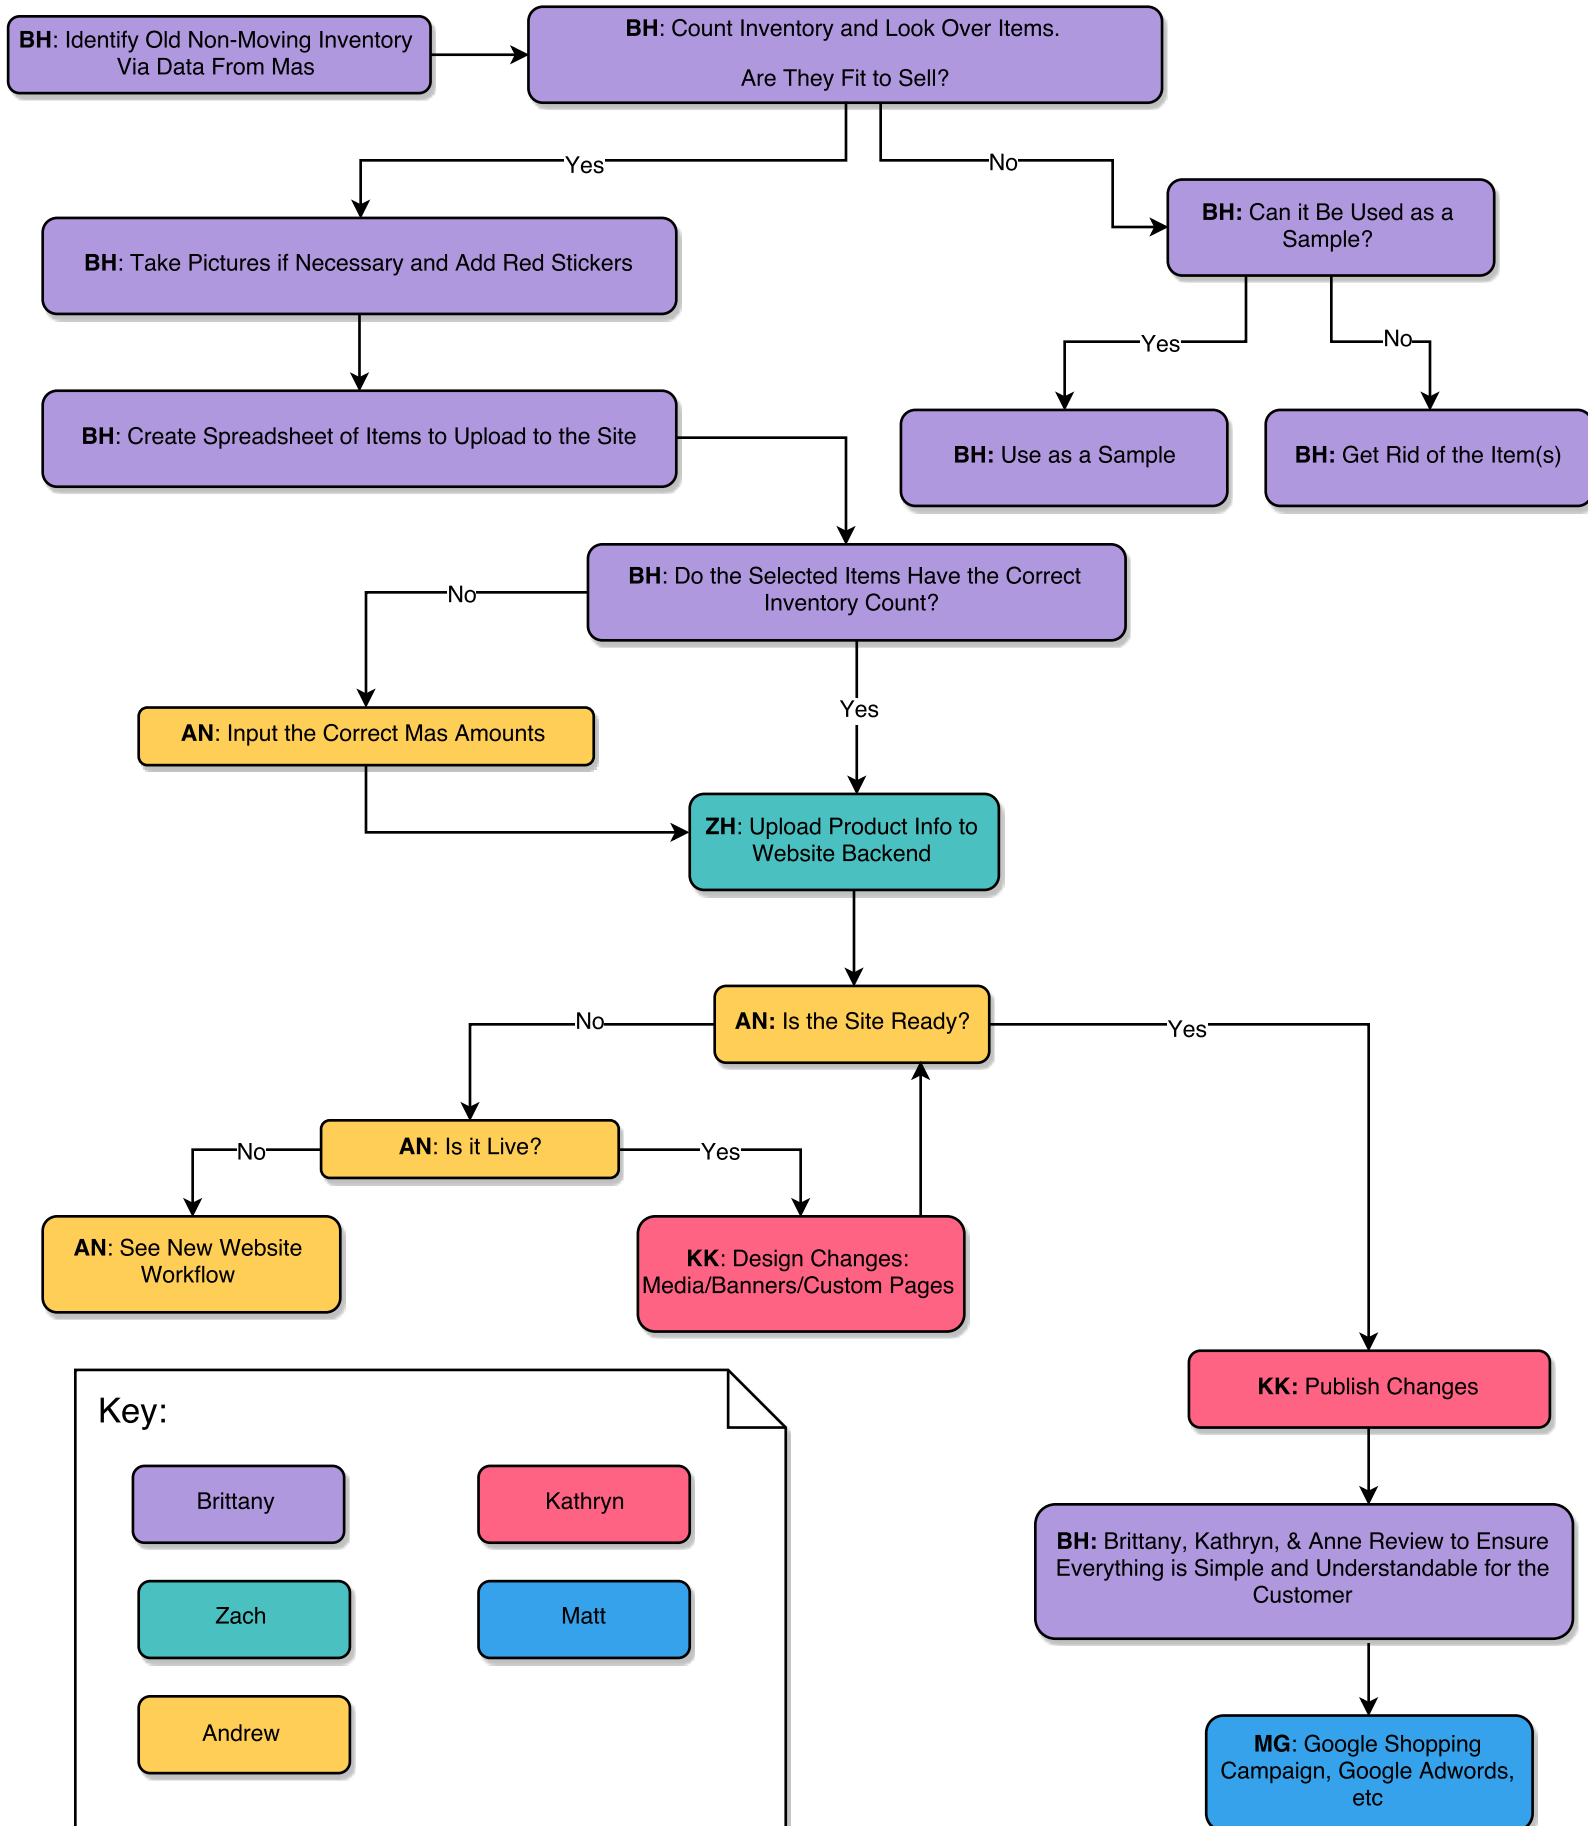 BH: Identify Old Non-Moving Inventory
Via Data From Mas
BH: Count Inventory and Look Over Items.
Are They Fit to Sell?
Yes
No
BH: Take Pictures if Necessary and Add Red Stickers
BH: Can it Be Used as a
Sample?
Yes
No
BH: Create Spreadsheet of Items to Upload to the Site
BH: Use as a Sample
BH: Get Rid of the Item(s)
BH: Do the Selected Items Have the Correct
Inventory Count?
No
Yes
AN: Input the Correct Mas Amounts
ZH: Upload Product Info to
Website Backend
AN: Is the Site Ready?
No
Yes
AN: Is it Live?
No
Yes
AN: See New Website
Workflow
KK: Design Changes:
Media/Banners/Custom Pages
KK: Publish Changes
BH: Brittany, Kathryn, & Anne Review to Ensure
Everything is Simple and Understandable for the
Customer
MG: Google Shopping
Campaign, Google Adwords,
etc
Key:
Brittany
Kathryn
Zach
Matt
Andrew